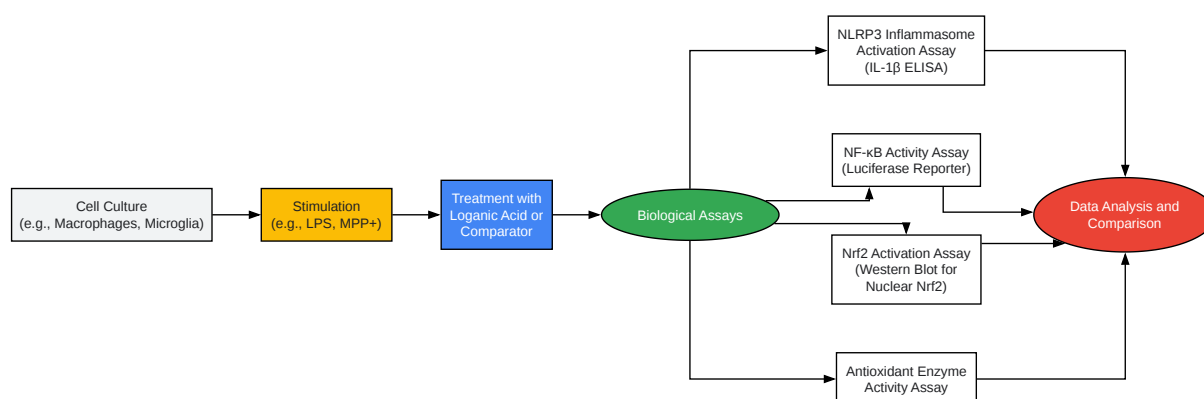 Cell Culture
(e.g., Macrophages, Microglia)
Stimulation
(e.g., LPS, MPP+)
Treatment with
Loganic Acid or
Comparator
Biological Assays
NLRP3 Inflammasome
Activation Assay
(IL-1β ELISA)
NF-κB Activity Assay
(Luciferase Reporter)
Nrf2 Activation Assay
(Western Blot for
Nuclear Nrf2)
Antioxidant Enzyme
Activity Assay
Data Analysis and
Comparison